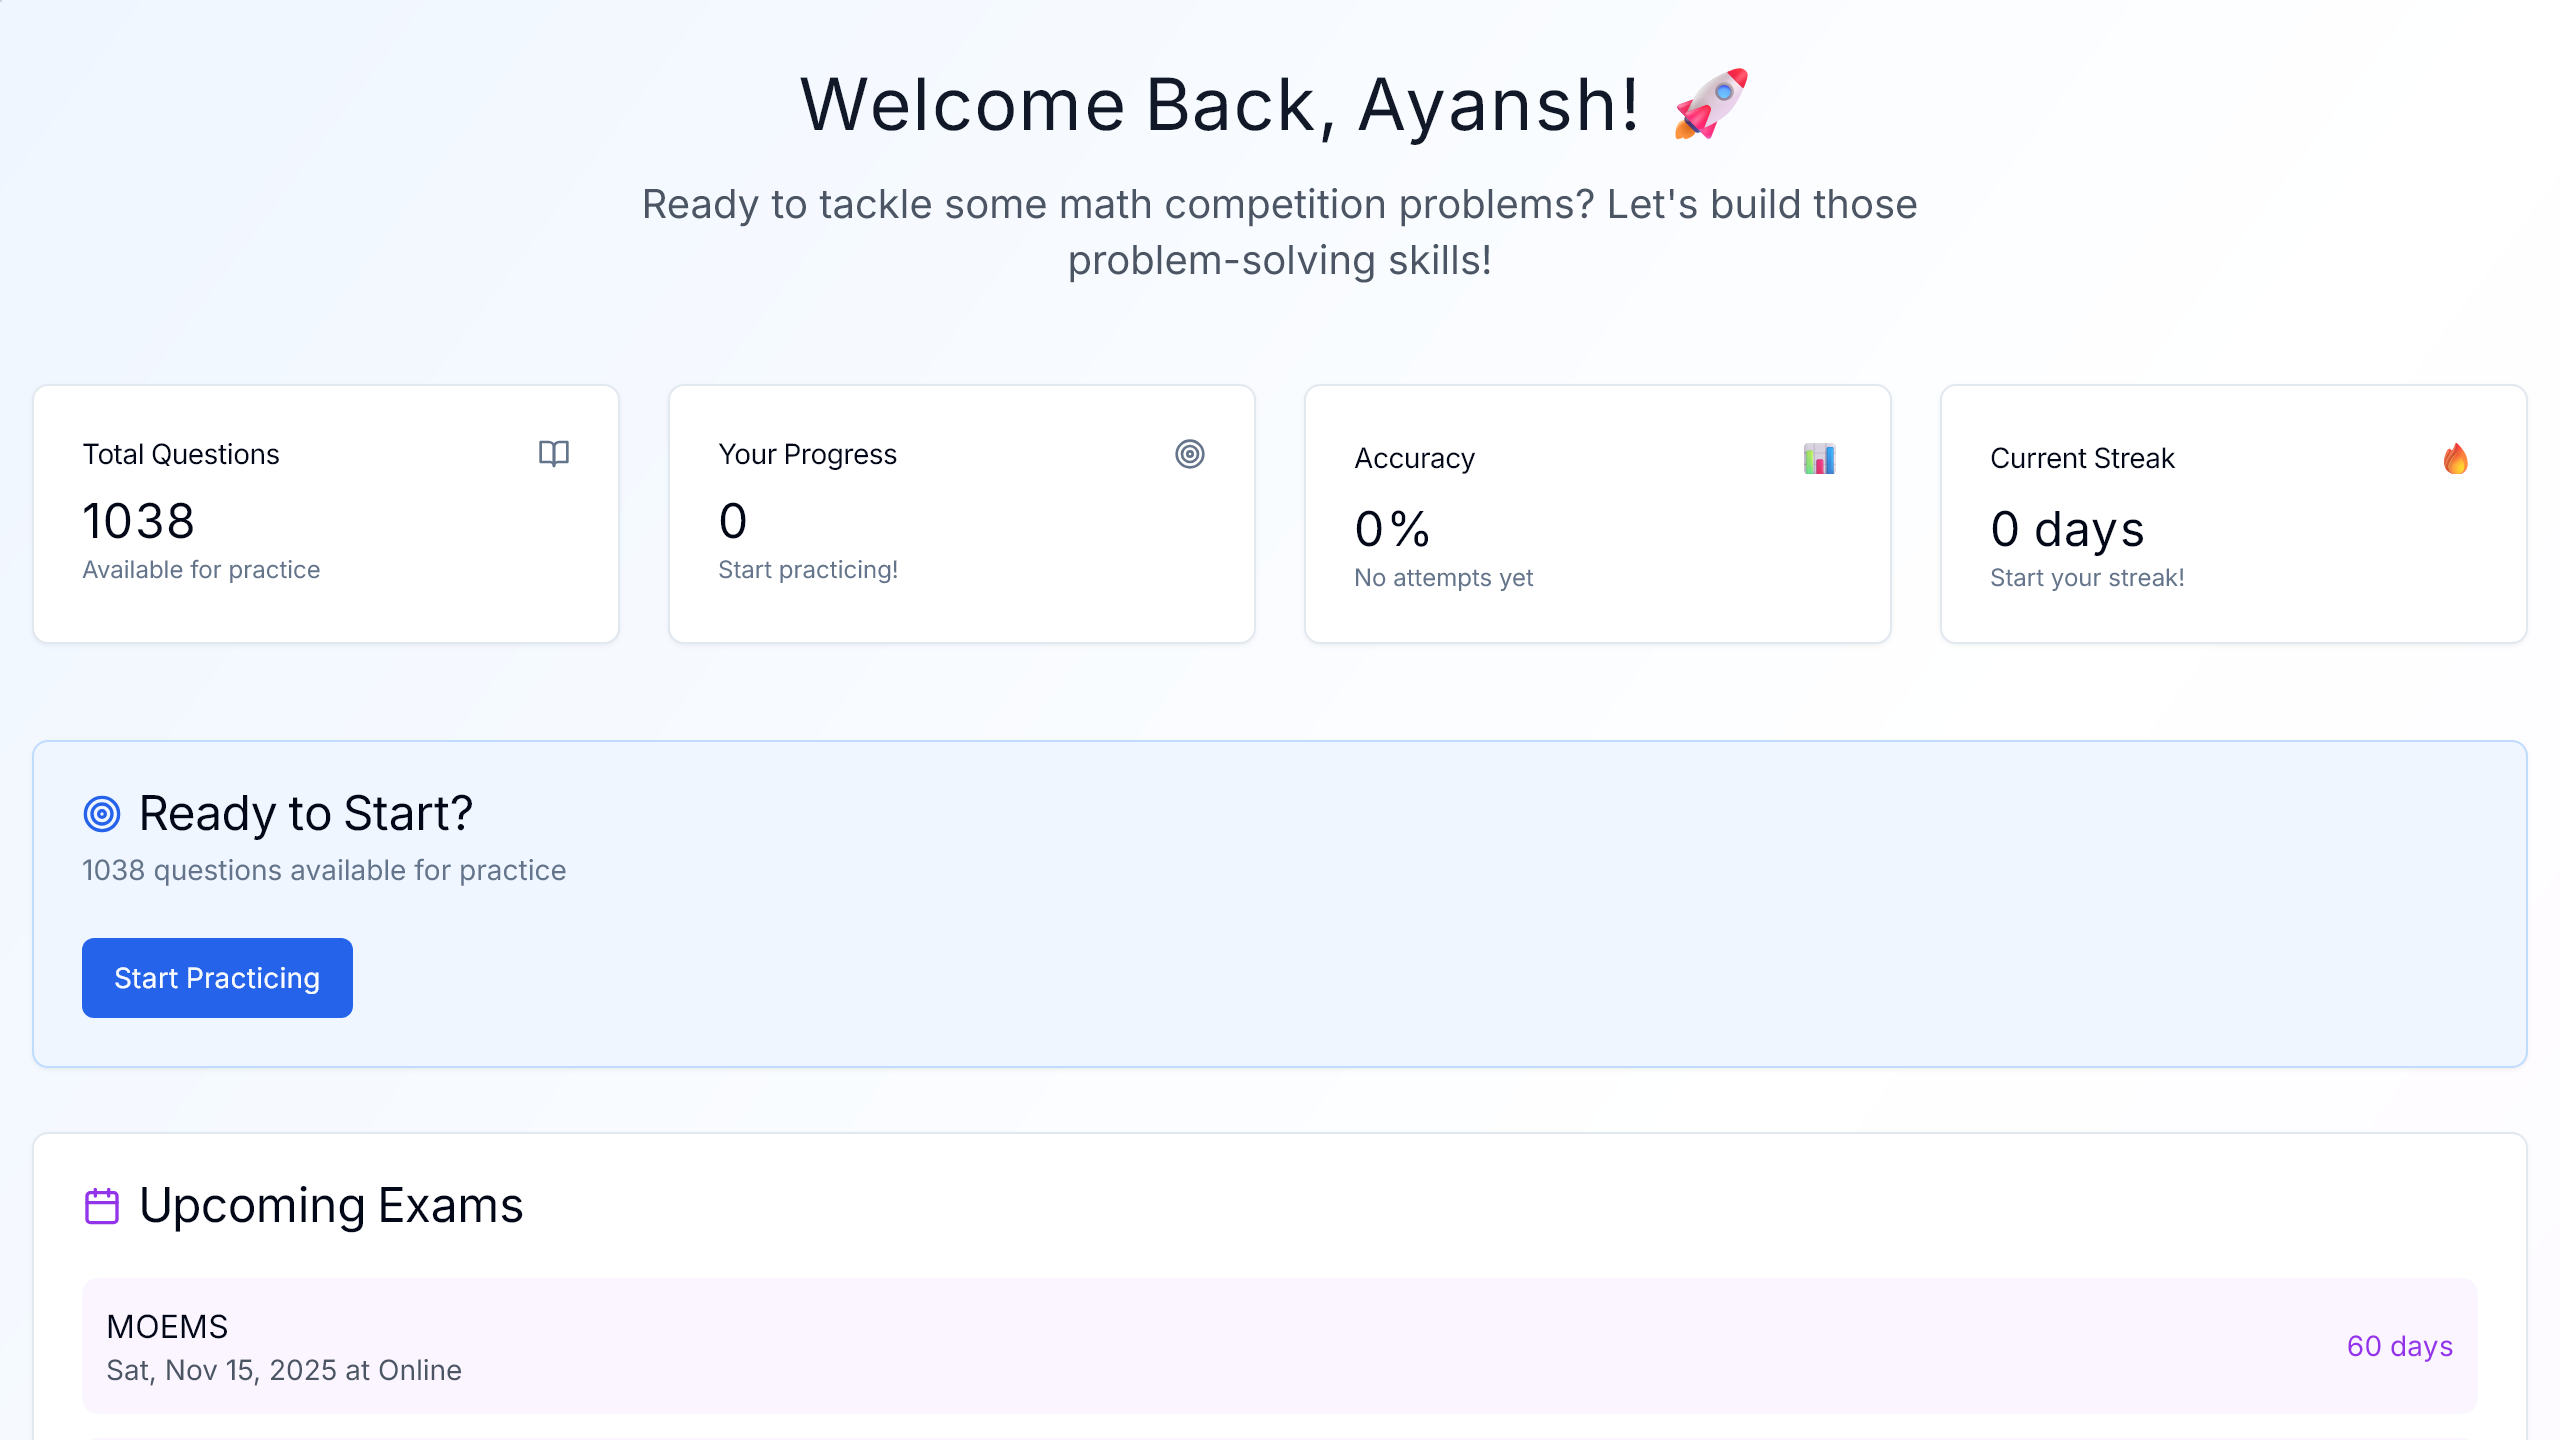 Welcome Back, Ayansh! 🚀
Ready to tackle some math competition problems? Let's build those
problem-solving skills!
Total Questions
1038
Available for practice
Your Progress
0
Start practicing!
Accuracy
0%
No attempts yet
Current Streak
0 days
Start your streak!
Ready to Start?
1038 questions available for practice
Start Practicing
Upcoming Exams
MOEMS
Sat, Nov 15, 2025 at Online
60 days